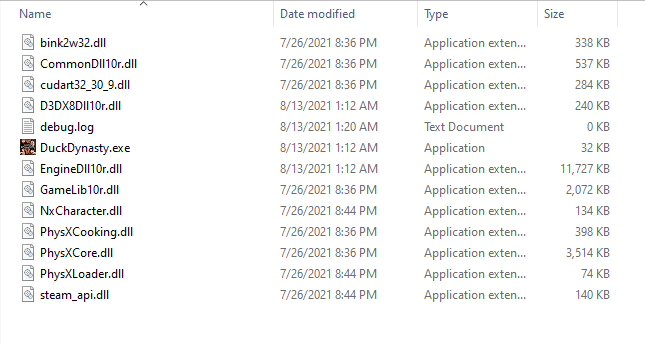 Name Date modified Type Size
bink2w32.dll 7/26/2021 8:36 PM Application exten... 338 KB
CommonDll10r.dll 7/26/2021 8:36 PM Application exten... 537 KB
cudart32_30_9.dll 7/26/2021 8:36 PM Application exten... 284 KB
D3DX8Dll10r.dll 8/13/2021 1:12 AM Application exten... 240 KB
debug.log 8/13/2021 1:20 AM Text Document 0 KB
DuckDynasty.exe 8/13/2021 1:12 AM Application 32 KB
EngineDll10r.dll 8/13/2021 1:12 AM Application exten... 11,727 KB
GameLib10r.dll 7/26/2021 8:36 PM Application exten... 2,072 KB
NxCharacter.dll 7/26/2021 8:44 PM Application exten... 134 KB
PhysXCooking.dll 7/26/2021 8:36 PM Application exten... 398 KB
PhysXCore.dll 7/26/2021 8:36 PM Application exten... 3,514 KB
PhysXLoader.dll 7/26/2021 8:44 PM Application exten... 74 KB
steam_api.dll 7/26/2021 8:44 PM Application exten... 140 KB